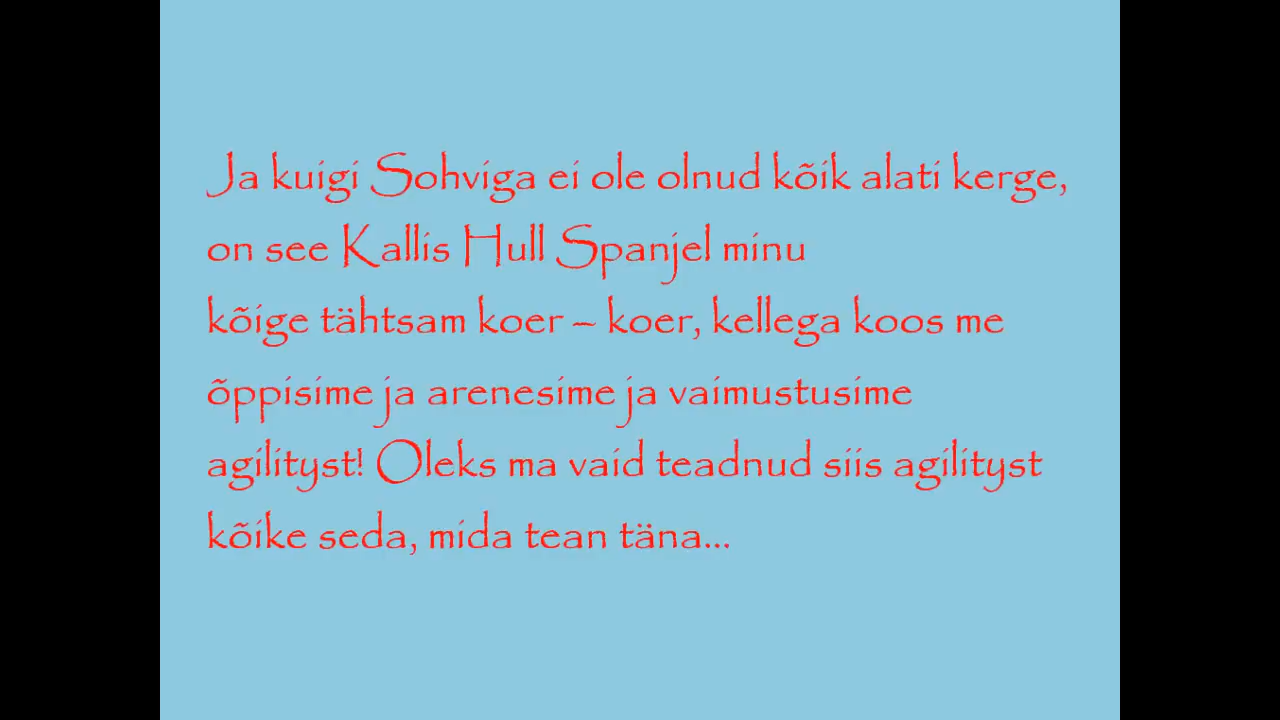 Ja kuigi Sohviga ei ole olnud kõik alati kerge,
on see Kallis Hull Spanjel minu
kõige tähtsam koer – koer, kellega koos me
õppisime ja arenesime ja vaimustusime
agilityst! Oleks ma vaid teadnud siis agilityst
kõike seda, mida tean täna...